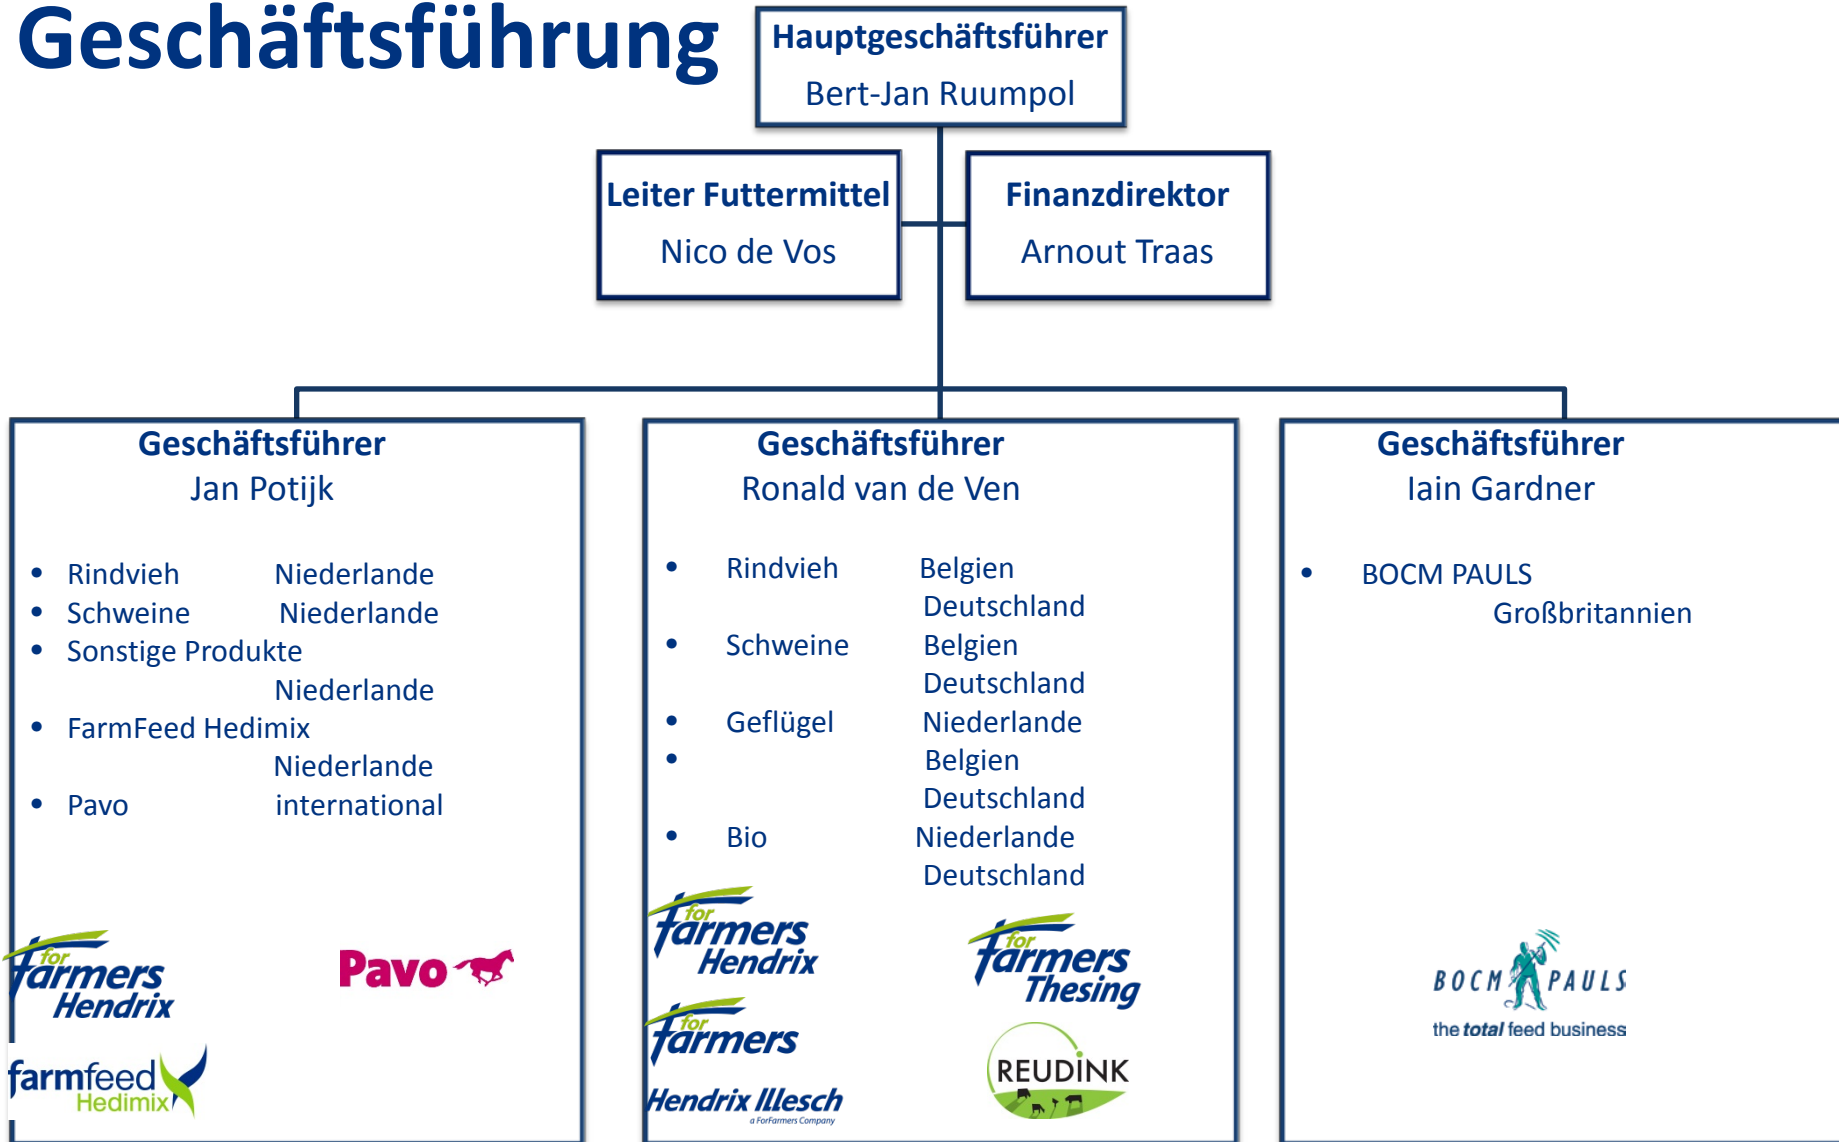 Geschäftsführung
Hauptgeschäftsführer
Bert-Jan Ruumpol
Leiter Futtermittel
Nico de Vos
Finanzdirektor
Arnout Traas
Geschäftsführer
Jan Potijk
• Rindvieh Niederlande
• Schweine Niederlande
• Sonstige Produkte
Niederlande
• FarmFeed Hedimix
Niederlande
• Pavo international
for
farmers
Hendrix
Pavo
farmfeed
Hedimix
Geschäftsführer
Ronald van de Ven
• Rindvieh Belgien
Deutschland
• Schweine Belgien
Deutschland
• Geflügel Niederlande
• Belgien
Deutschland
• Bio Niederlande
Deutschland
for
farmers
Hendrix
for
farmers
Thesing
for
farmers
Hendrix Illesch
a ForFarmers Company
REUDINK
Geschäftsführer
Iain Gardner
• BOCM PAULS
Großbritannien
BOCM PAULS
the total feed business